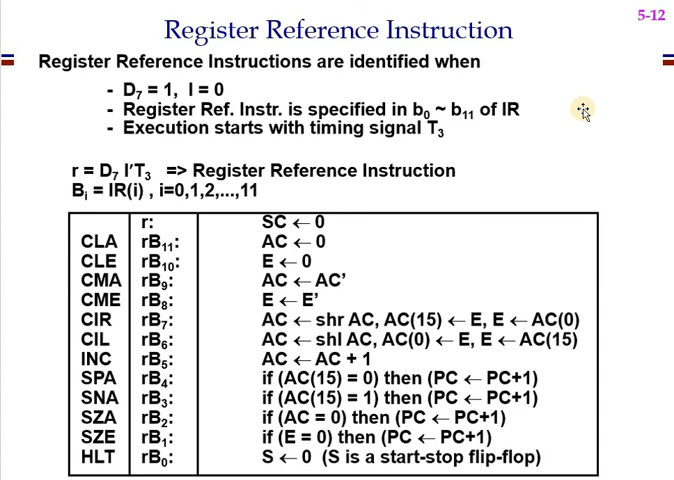 5-12
Register Reference Instruction
Register Reference Instructions are identified when
- D₇ = 1, I = 0
- Register Ref. Instr. is specified in b₀ ~ b₁₁ of IR
- Execution starts with timing signal T₃
r = D₇ I′T₃ => Register Reference Instruction
Bᵢ = IR(i) , i=0,1,2,...,11
r: SC ← 0
CLA rB₁₁: AC ← 0
CLE rB₁₀: E ← 0
CMA rB₉: AC ← AC’
CME rB₈: E ← E’
CIR rB₇: AC ← shr AC, AC(15) ← E, E ← AC(0)
CIL rB₆: AC ← shl AC, AC(0) ← E, E ← AC(15)
INC rB₅: AC ← AC + 1
SPA rB₄: if (AC(15) = 0) then (PC ← PC+1)
SNA rB₃: if (AC(15) = 1) then (PC ← PC+1)
SZA rB₂: if (AC = 0) then (PC ← PC+1)
SZE rB₁: if (E = 0) then (PC ← PC+1)
HLT rB₀: S ← 0 (S is a start-stop flip-flop)